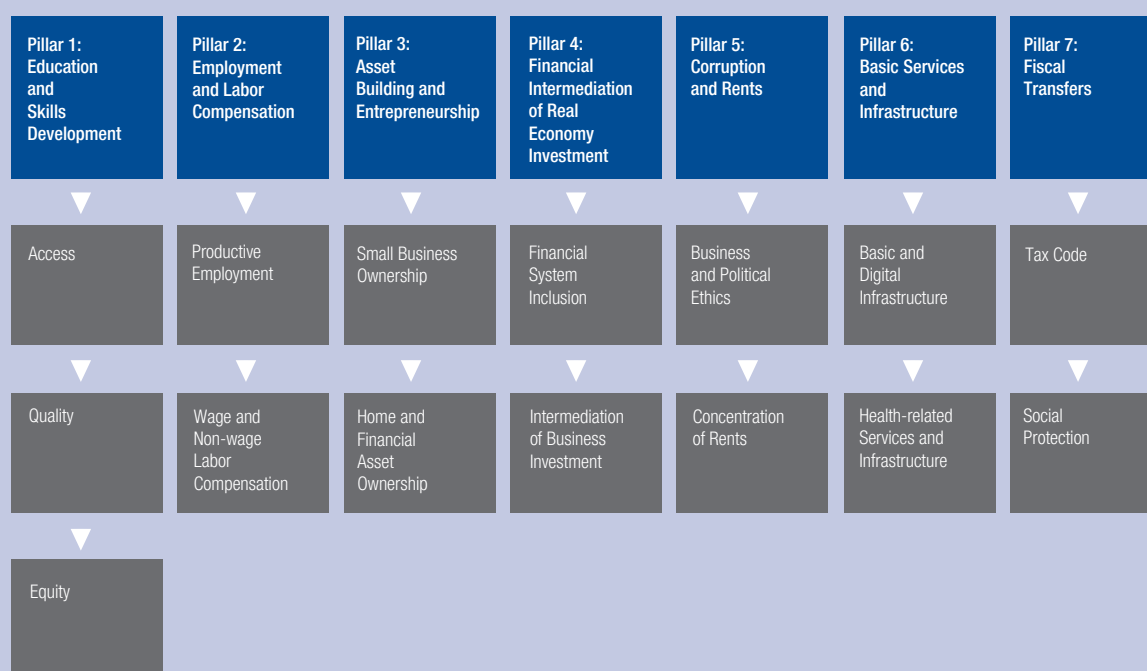 Pillar 1:
Education
and
Skills
Development
Pillar 2:
Employment
and Labor
Compensation
Pillar 3:
Asset
Building and
Entrepreneurship
Pillar 4:
Financial
Intermediation
of Real
Economy
Investment
Pillar 5:
Corruption
and Rents
Pillar 6:
Basic Services
and
Infrastructure
Pillar 7:
Fiscal
Transfers
Access
Productive
Employment
Small Business
Ownership
Financial
System
Inclusion
Business
and Political
Ethics
Basic and
Digital
Infrastructure
Tax Code
Quality
Wage and
Non-wage
Labor
Compensation
Home and
Financial
Asset
Ownership
Intermediation
of Business
Investment
Concentration
of Rents
Health-related
Services and
Infrastructure
Social
Protection
Equity